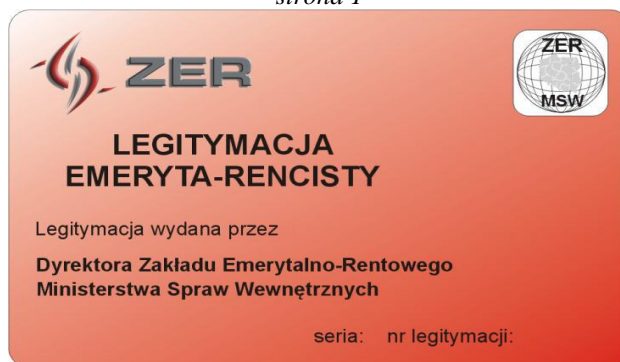 strona 1
ZER
ZER
MSW
LEGITYMACJA
EMERYTA-RENCISTY
Legitymacja wydana przez
Dyrektora Zakładu Emerytalno-Rentowego
Ministerstwa Spraw Wewnętrznych
seria: nr legitymacji: